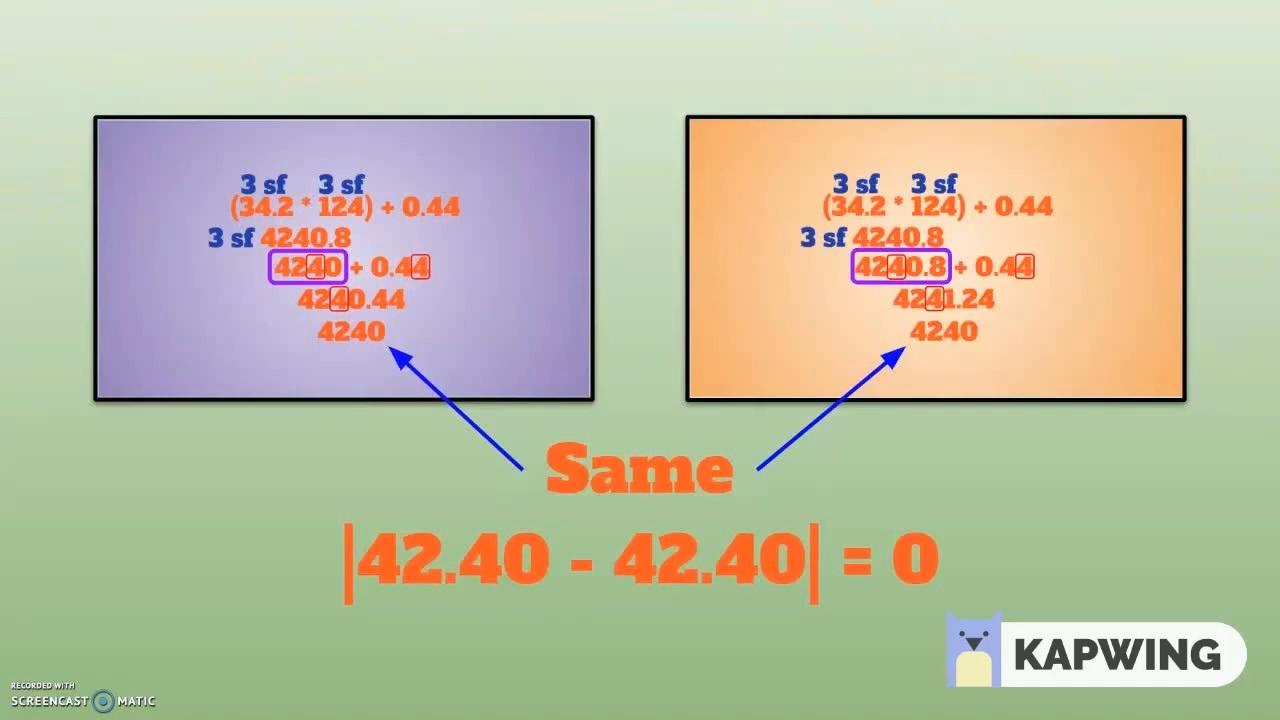 3 sf 3 sf
(34.2 * 124) + 0.44
3 sf 4240.8
4240 + 0.44
4240.44
4240
3 sf 3 sf
(34.2 * 124) + 0.44
3 sf 4240.8
4240.8 + 0.44
4241.24
4240
Same
|42.40 - 42.40| = 0
KAPWING
RECORDED WITH
SCREENCAST MATIC